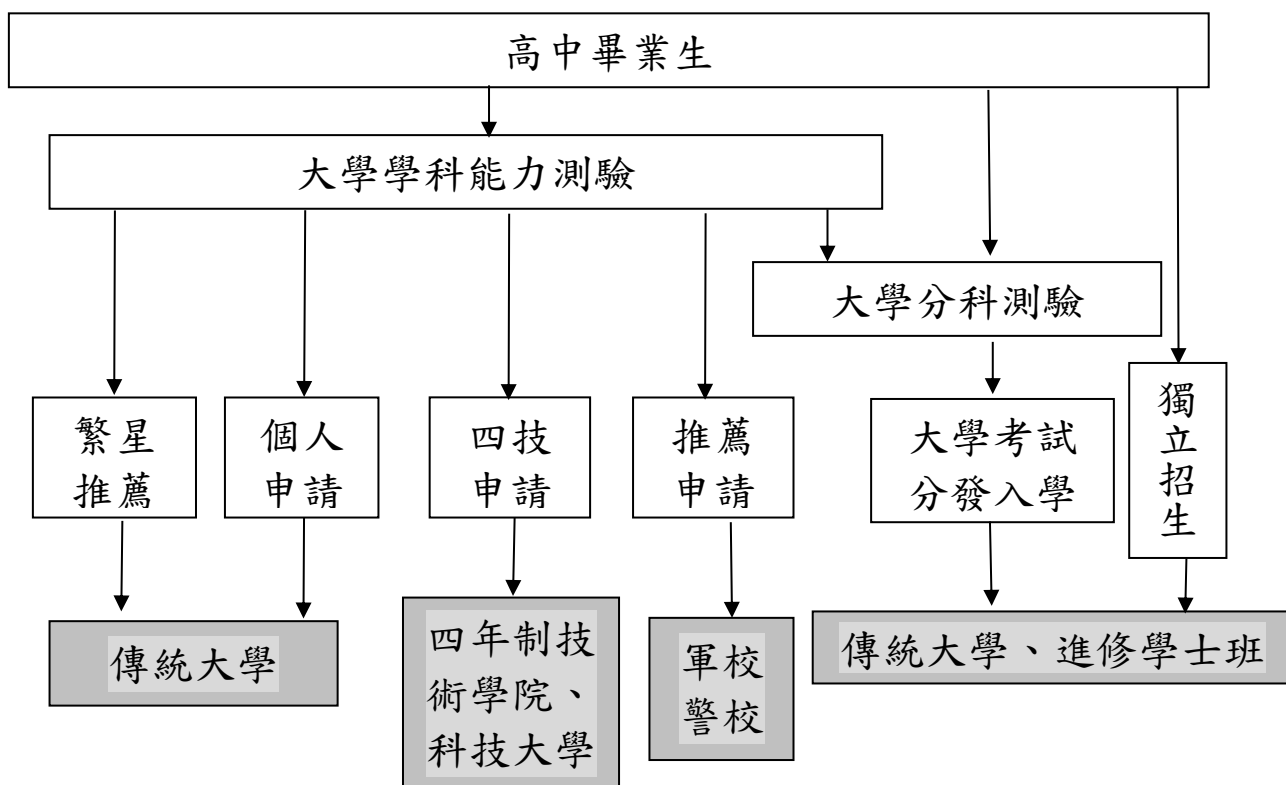 高中畢業生
大學學科能力測驗
大學分科測驗
繁星
推薦
個人
申請
四技
申請
推薦
申請
大學考試
分發入學
獨立招生
傳統大學
四年制技
術學院、
科技大學
軍校
警校
傳統大學、進修學士班